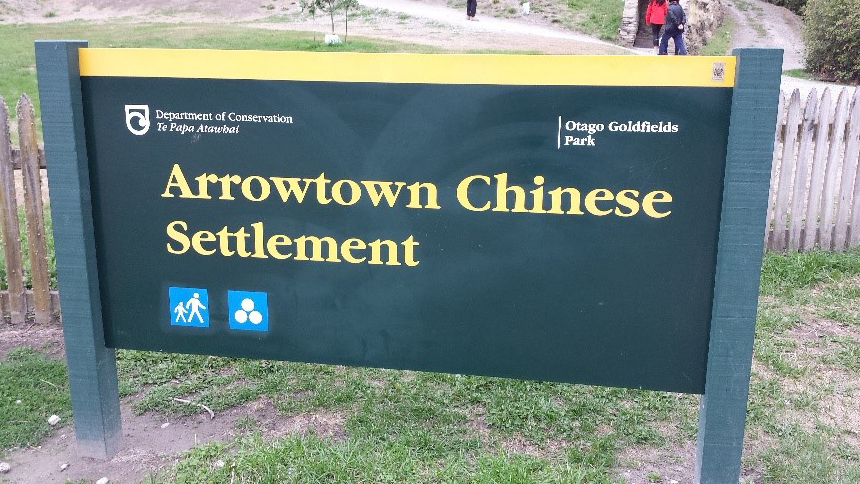 Department of Conservation
Te Papa Atawhai
Otago Goldfields
Park
Arrowtown Chinese
Settlement